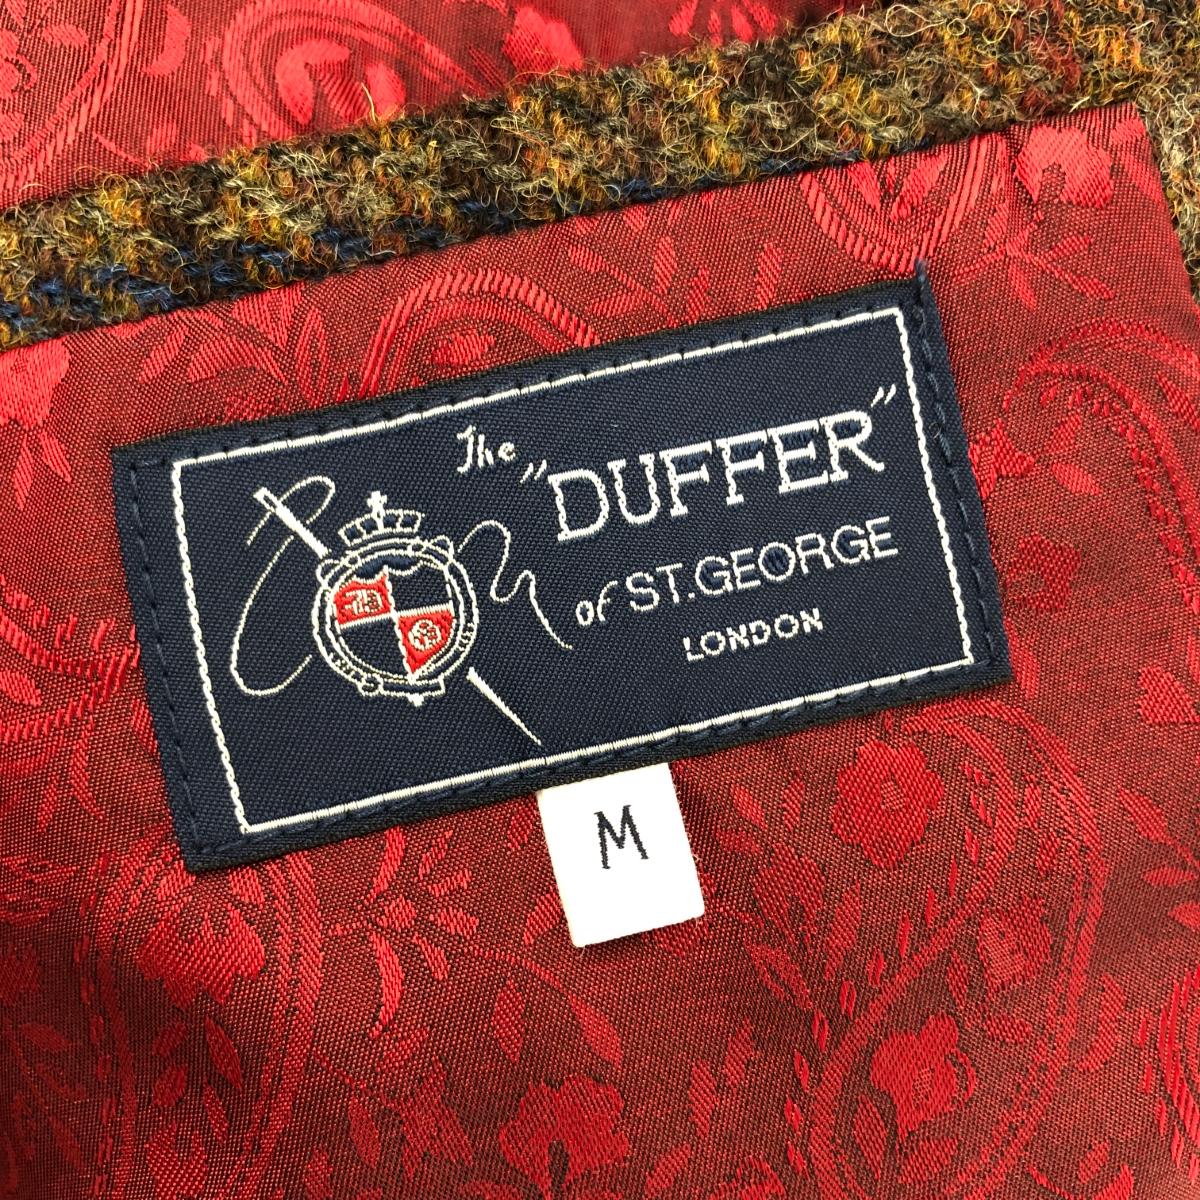 The
"DUFFER"
of ST.GEORGE
LONDON
M